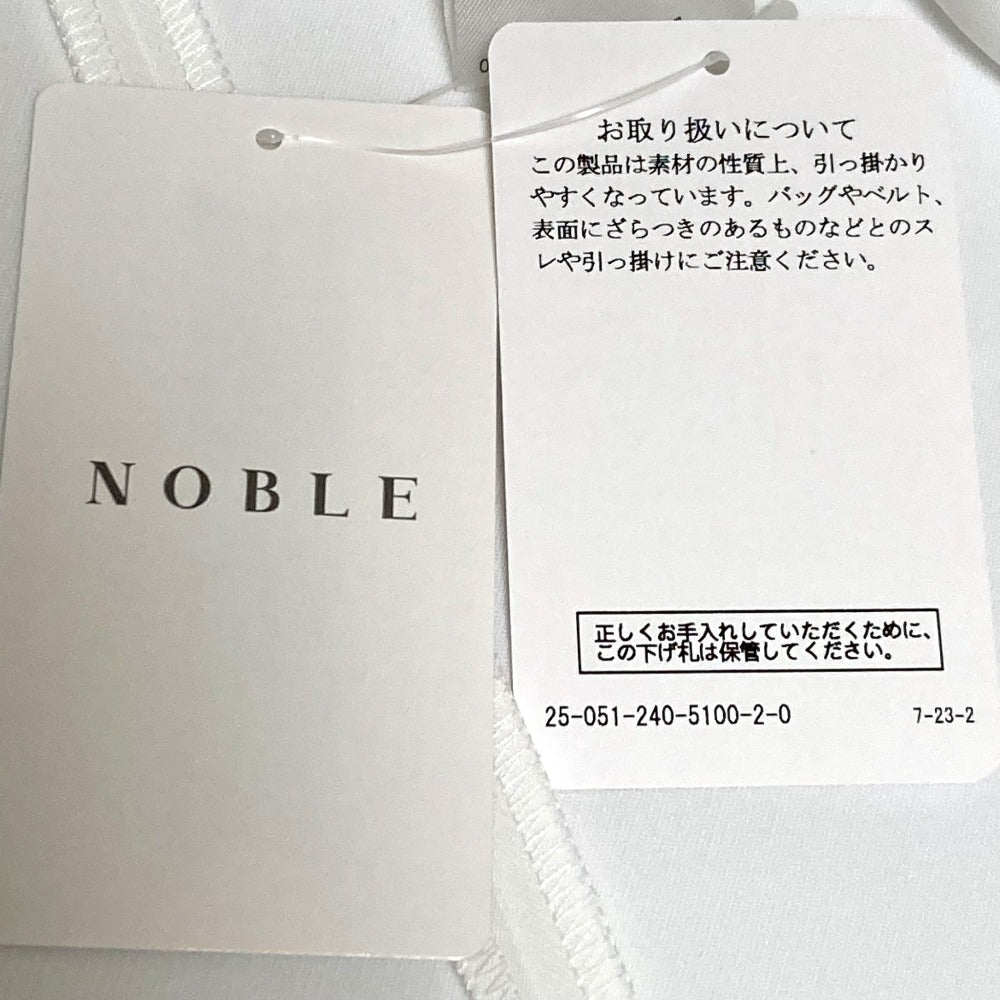 NOBLE
お取り扱いについて
この製品は素材の性質上、引っ掛かり
やすくなっています。バッグやベルト、
表面にざらつきのあるものなどとのス
レや引っ掛けにご注意ください。
正しくお手入れしていただくために、
この下げ札は保管してください。
25-051-240-5100-2-0
7-23-2